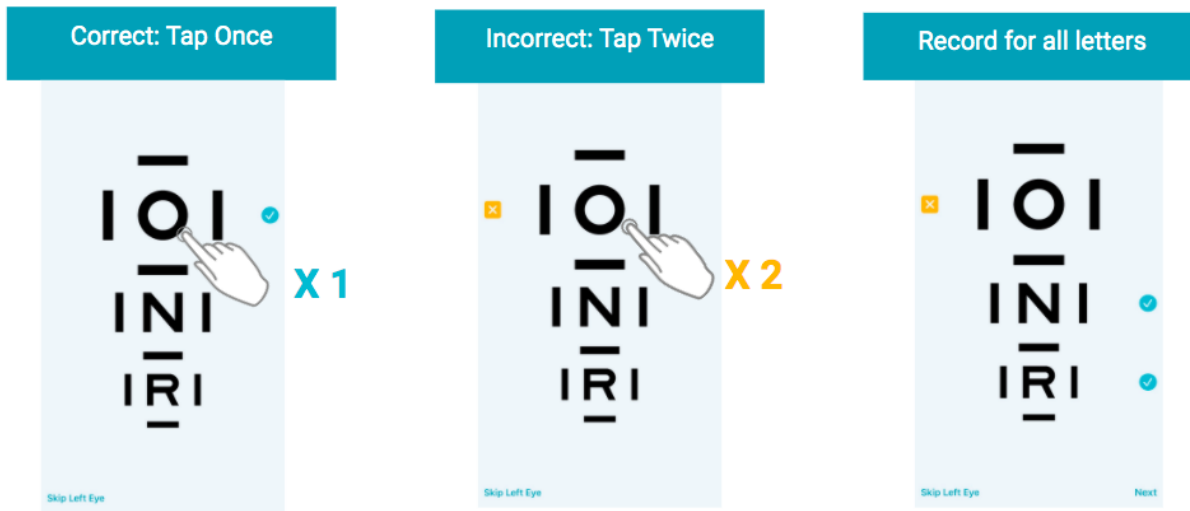 Correct: Tap Once
O
N
R
X 1
Skip Left Eye
Incorrect: Tap Twice
O
N
R
X 2
Skip Left Eye
Record for all letters
O
N
R
Skip Left Eye
Next